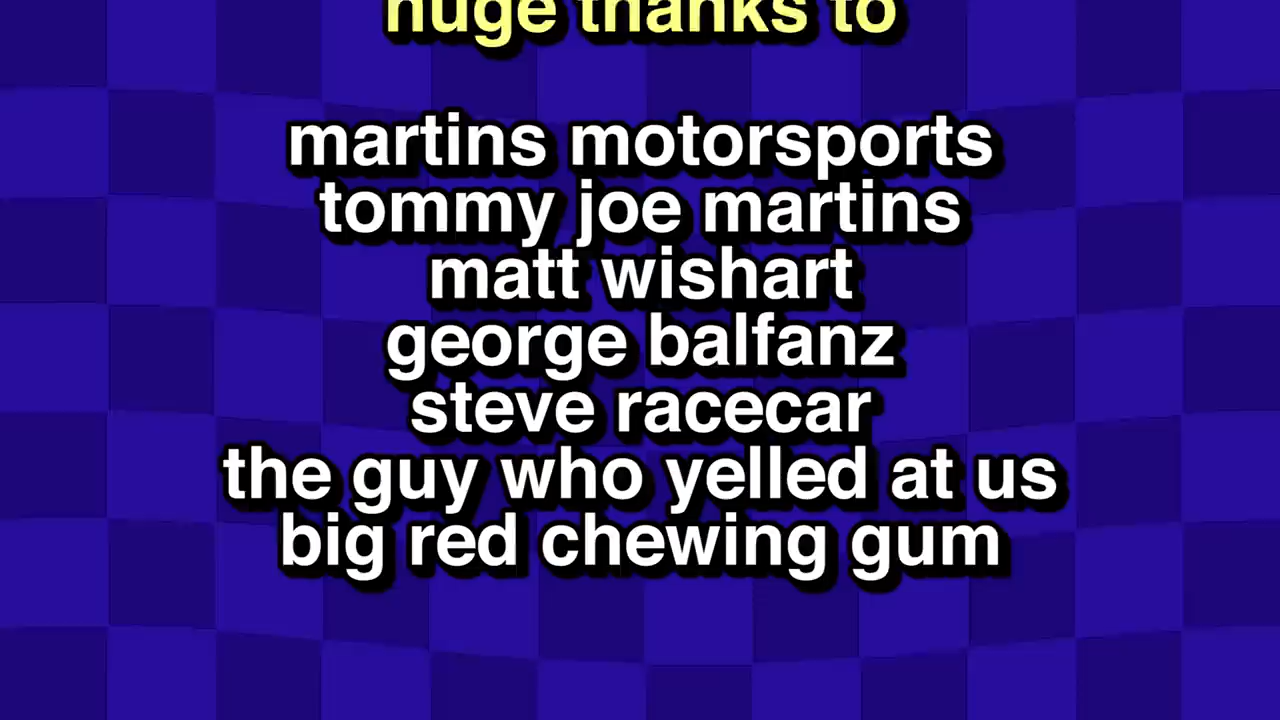 huge thanks to
martins motorsports
tommy joe martins
matt wishart
george balfanz
steve racecar
the guy who yelled at us
big red chewing gum